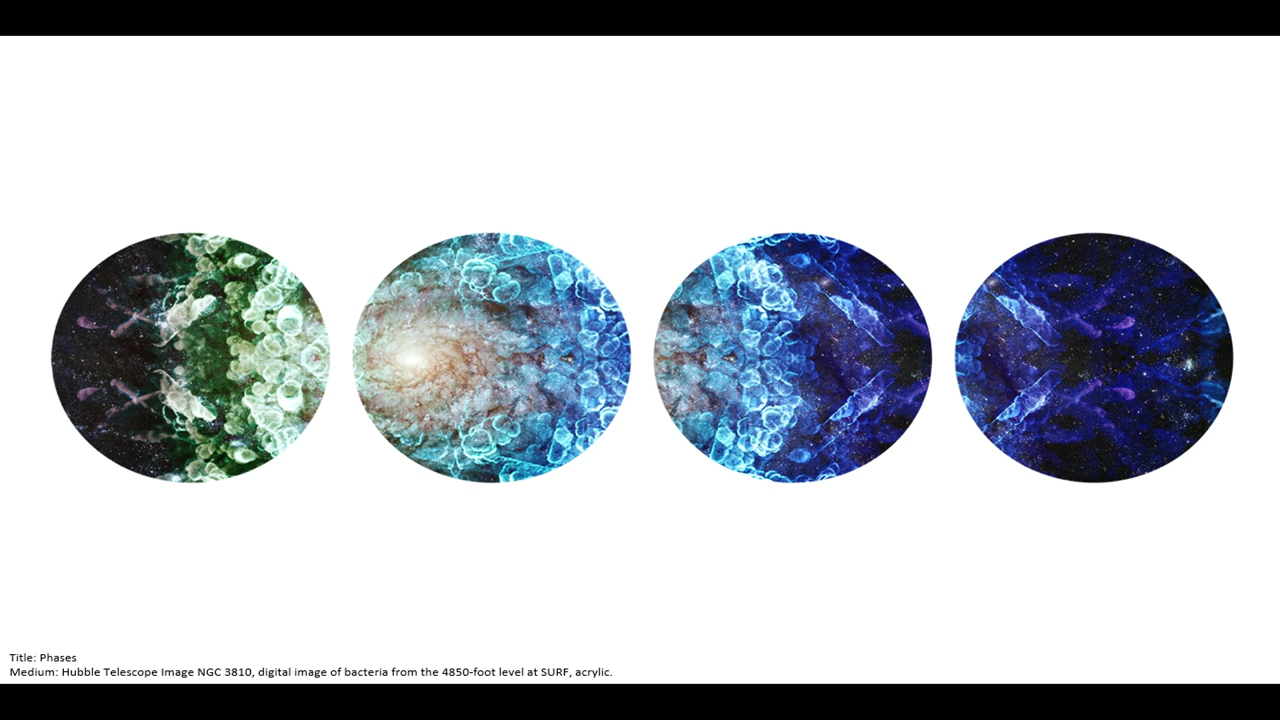 Title: Phases
Medium: Hubble Telescope Image NGC 3810, digital image of bacteria from the 4850-foot level at SURF, acrylic.